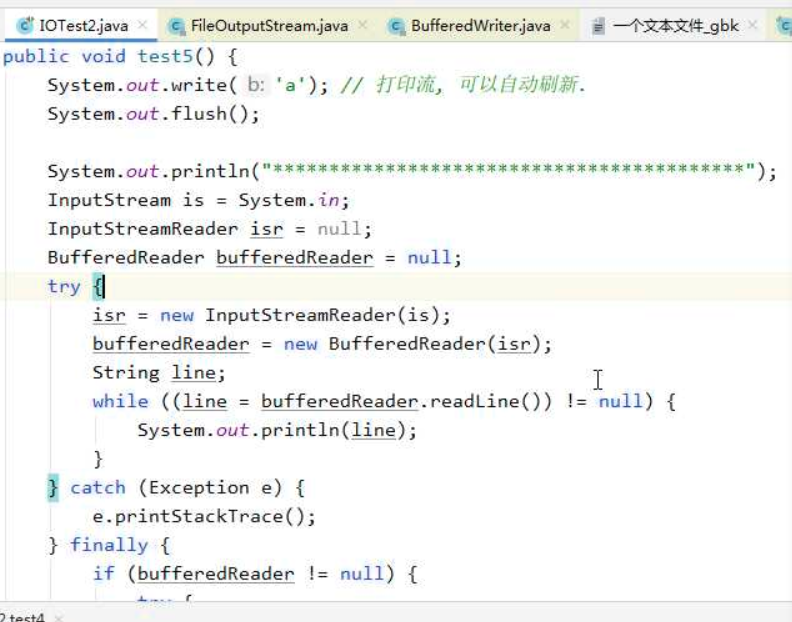 IOTest2.java FileOutputStream.java BufferedWriter.java 一个文本文件_gbk
public void test5() {
System.out.write( b: 'a'); // 打印流, 可以自动刷新.
System.out.flush();
System.out.println("******************************************");
InputStream is = System.in;
InputStreamReader isr = null;
BufferedReader bufferedReader = null;
try {
isr = new InputStreamReader(is);
bufferedReader = new BufferedReader(isr);
String line;
while ((line = bufferedReader.readLine()) != null) {
System.out.println(line);
}
} catch (Exception e) {
e.printStackTrace();
} finally {
if (bufferedReader != null) {
try {
2.test4